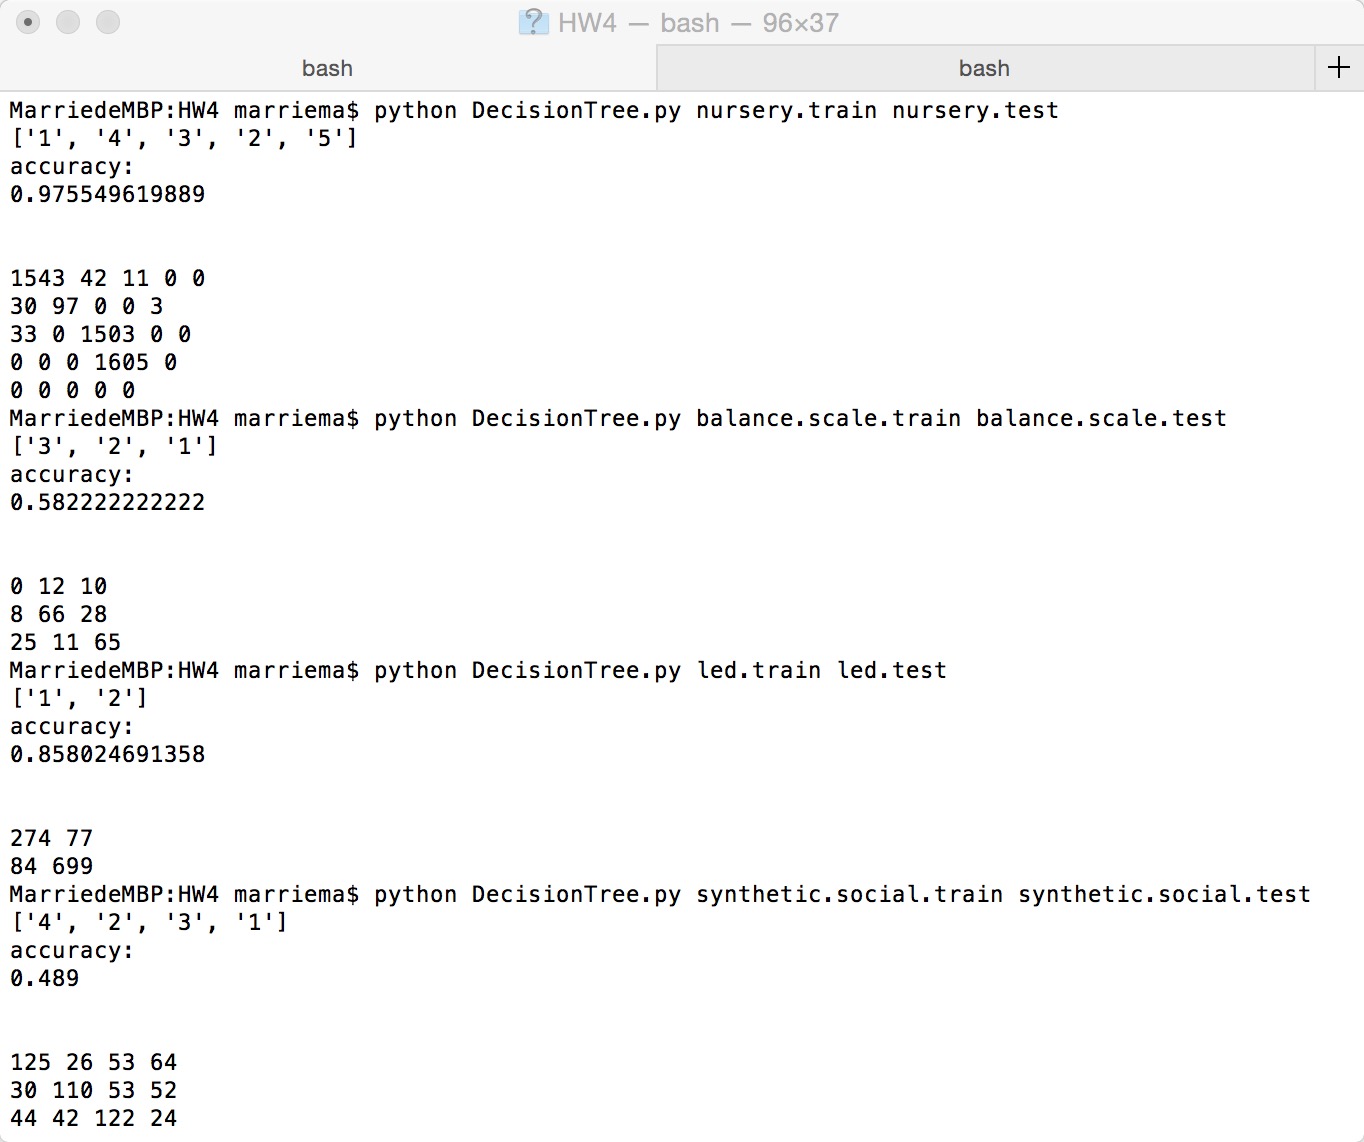 HW4 — bash — 96×37
bash bash +
MarriedeMBP:HW4 marriema$ python DecisionTree.py nursery.train nursery.test
['1', '4', '3', '2', '5']
accuracy:
0.975549619889
1543 42 11 0 0
30 97 0 0 3
33 0 1503 0 0
0 0 0 1605 0
0 0 0 0 0
MarriedeMBP:HW4 marriema$ python DecisionTree.py balance.scale.train balance.scale.test
['3', '2', '1']
accuracy:
0.582222222222
0 12 10
8 66 28
25 11 65
MarriedeMBP:HW4 marriema$ python DecisionTree.py led.train led.test
['1', '2']
accuracy:
0.858024691358
274 77
84 699
MarriedeMBP:HW4 marriema$ python DecisionTree.py synthetic.social.train synthetic.social.test
['4', '2', '3', '1']
accuracy:
0.489
125 26 53 64
30 110 53 52
44 42 122 24